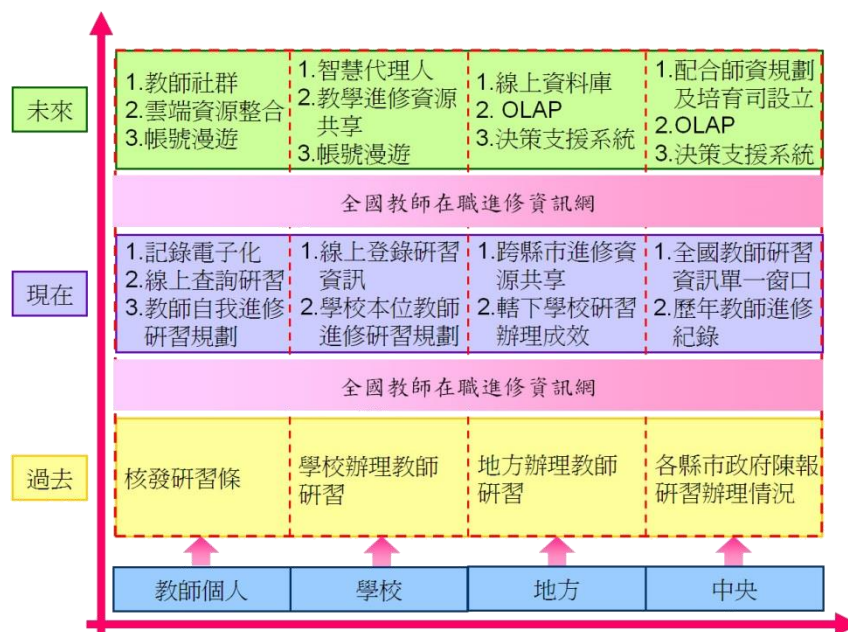 未來
1.教師社群
2.雲端資源整合
3.帳號漫遊
1.智慧代理人
2.教學進修資源
共享
3.帳號漫遊
1.線上資料庫
2. OLAP
3.決策支援系統
1.配合師資規劃
及培育司設立
2.OLAP
3.決策支援系統
全國教師在職進修資訊網
現在
1.記錄電子化
2.線上查詢研習
3.教師自我進修
研習規劃
1.線上登錄研習
資訊
2.學校本位教師
進修研習規劃
1.跨縣市進修資
源共享
2.轄下學校研習
辦理成效
1.全國教師研習
資訊單一窗口
2.歷年教師進修
紀錄
全國教師在職進修資訊網
過去
核發研習條
學校辦理教師
研習
地方辦理教師
研習
各縣市政府陳報
研習辦理情況
教師個人
學校
地方
中央